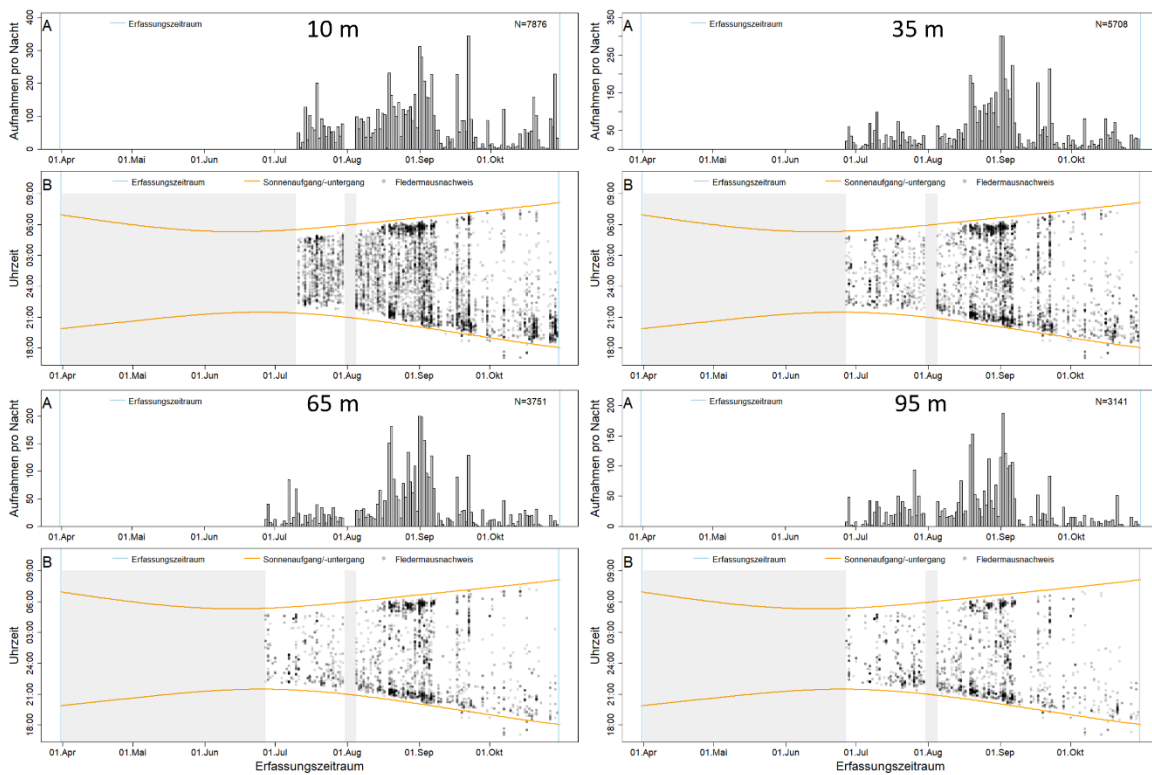 A Erfassungszeitraum 10 m N=7876
Aufnahmen pro Nacht
400
300
200
100
0
01.Apr 01.Mai 01.Jun 01.Jul 01.Aug 01.Sep 01.Okt
B Erfassungszeitraum Sonnenaufgang/-untergang Fledermausnachweis
Uhrzeit
09:00
06:00
03:00
24:00
21:00
18:00
01.Apr 01.Mai 01.Jun 01.Jul 01.Aug 01.Sep 01.Okt
A Erfassungszeitraum 35 m N=5708
Aufnahmen pro Nacht
350
250
150
50
0
01.Apr 01.Mai 01.Jun 01.Jul 01.Aug 01.Sep 01.Okt
B Erfassungszeitraum Sonnenaufgang/-untergang Fledermausnachweis
Uhrzeit
09:00
06:00
03:00
24:00
21:00
18:00
01.Apr 01.Mai 01.Jun 01.Jul 01.Aug 01.Sep 01.Okt
A Erfassungszeitraum 65 m N=3751
Aufnahmen pro Nacht
200
150
100
50
0
01.Apr 01.Mai 01.Jun 01.Jul 01.Aug 01.Sep 01.Okt
B Erfassungszeitraum Sonnenaufgang/-untergang Fledermausnachweis
Uhrzeit
09:00
06:00
03:00
24:00
21:00
18:00
01.Apr 01.Mai 01.Jun 01.Jul 01.Aug 01.Sep 01.Okt
Erfassungszeitraum
A Erfassungszeitraum 95 m N=3141
Aufnahmen pro Nacht
200
150
100
50
0
01.Apr 01.Mai 01.Jun 01.Jul 01.Aug 01.Sep 01.Okt
B Erfassungszeitraum Sonnenaufgang/-untergang Fledermausnachweis
Uhrzeit
09:00
06:00
03:00
24:00
21:00
18:00
01.Apr 01.Mai 01.Jun 01.Jul 01.Aug 01.Sep 01.Okt
Erfassungszeitraum